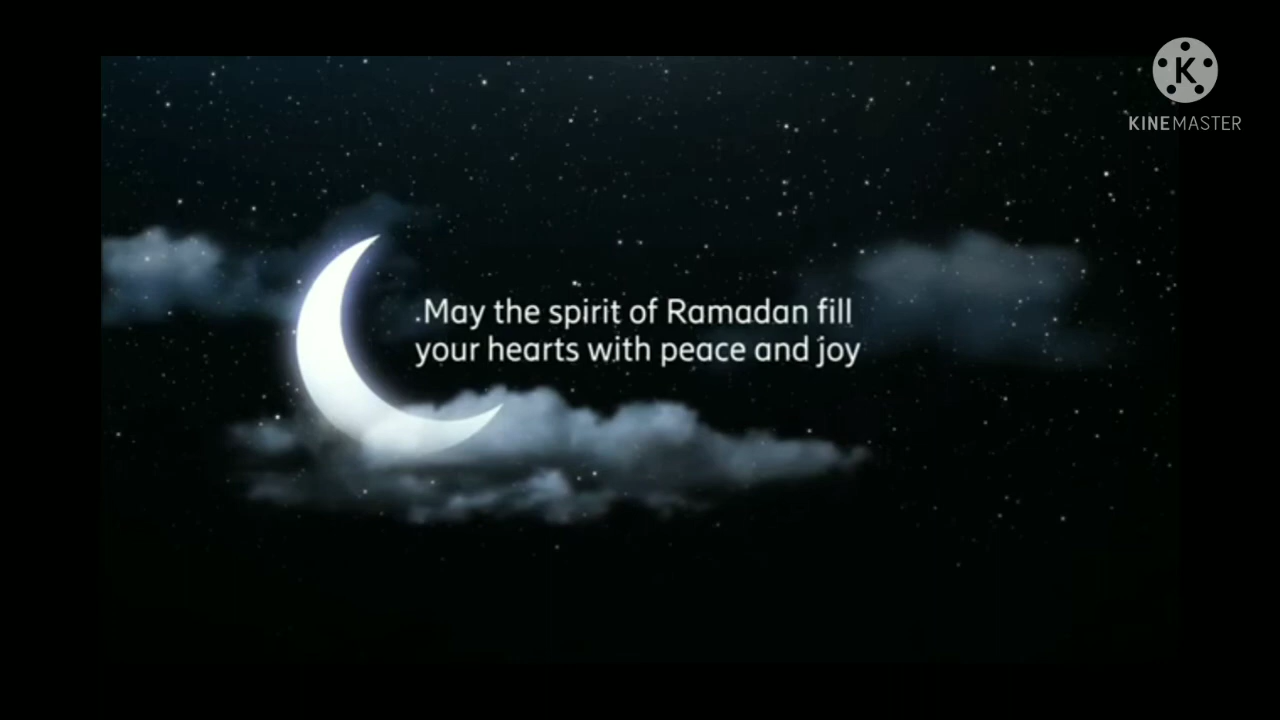 KINEMASTER
.May the spirit of Ramadan fill
your hearts with peace and joy